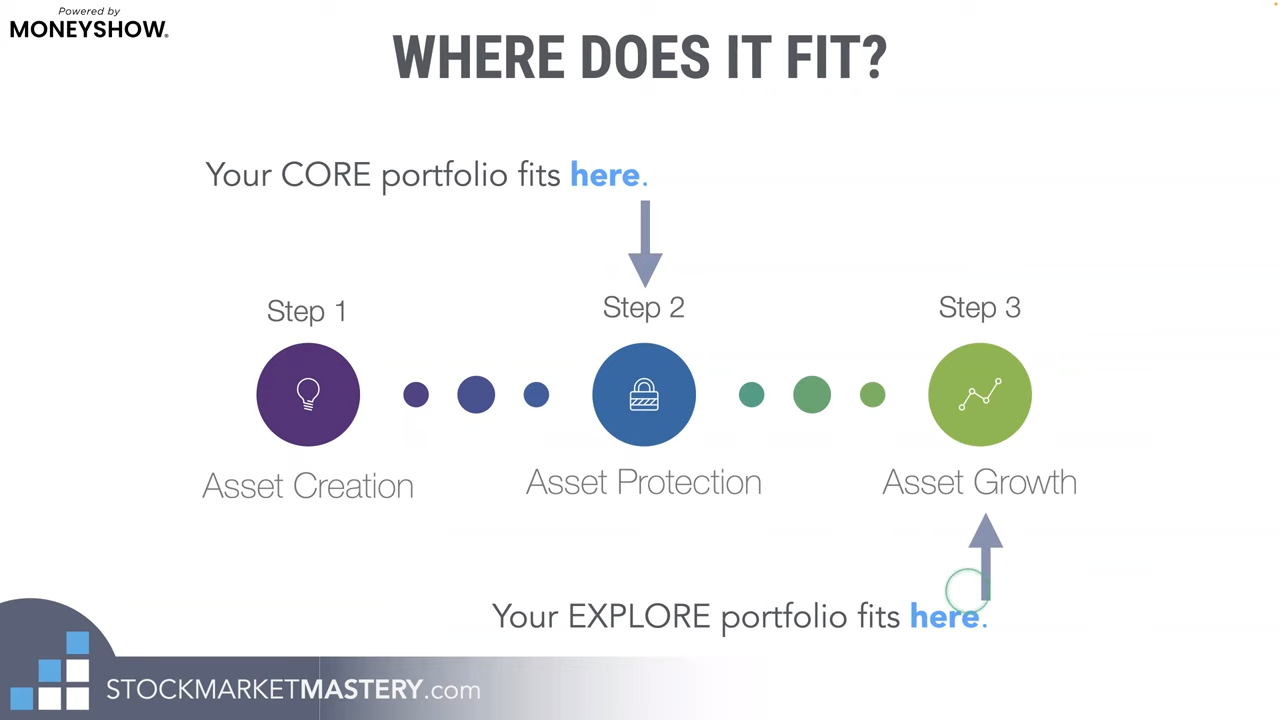 Powered by
MONEYSHOW®
WHERE DOES IT FIT?
Your CORE portfolio fits here.
Step 1
Step 2
Step 3
Asset Creation
Asset Protection
Asset Growth
Your EXPLORE portfolio fits here.
STOCKMARKETMASTERY.com